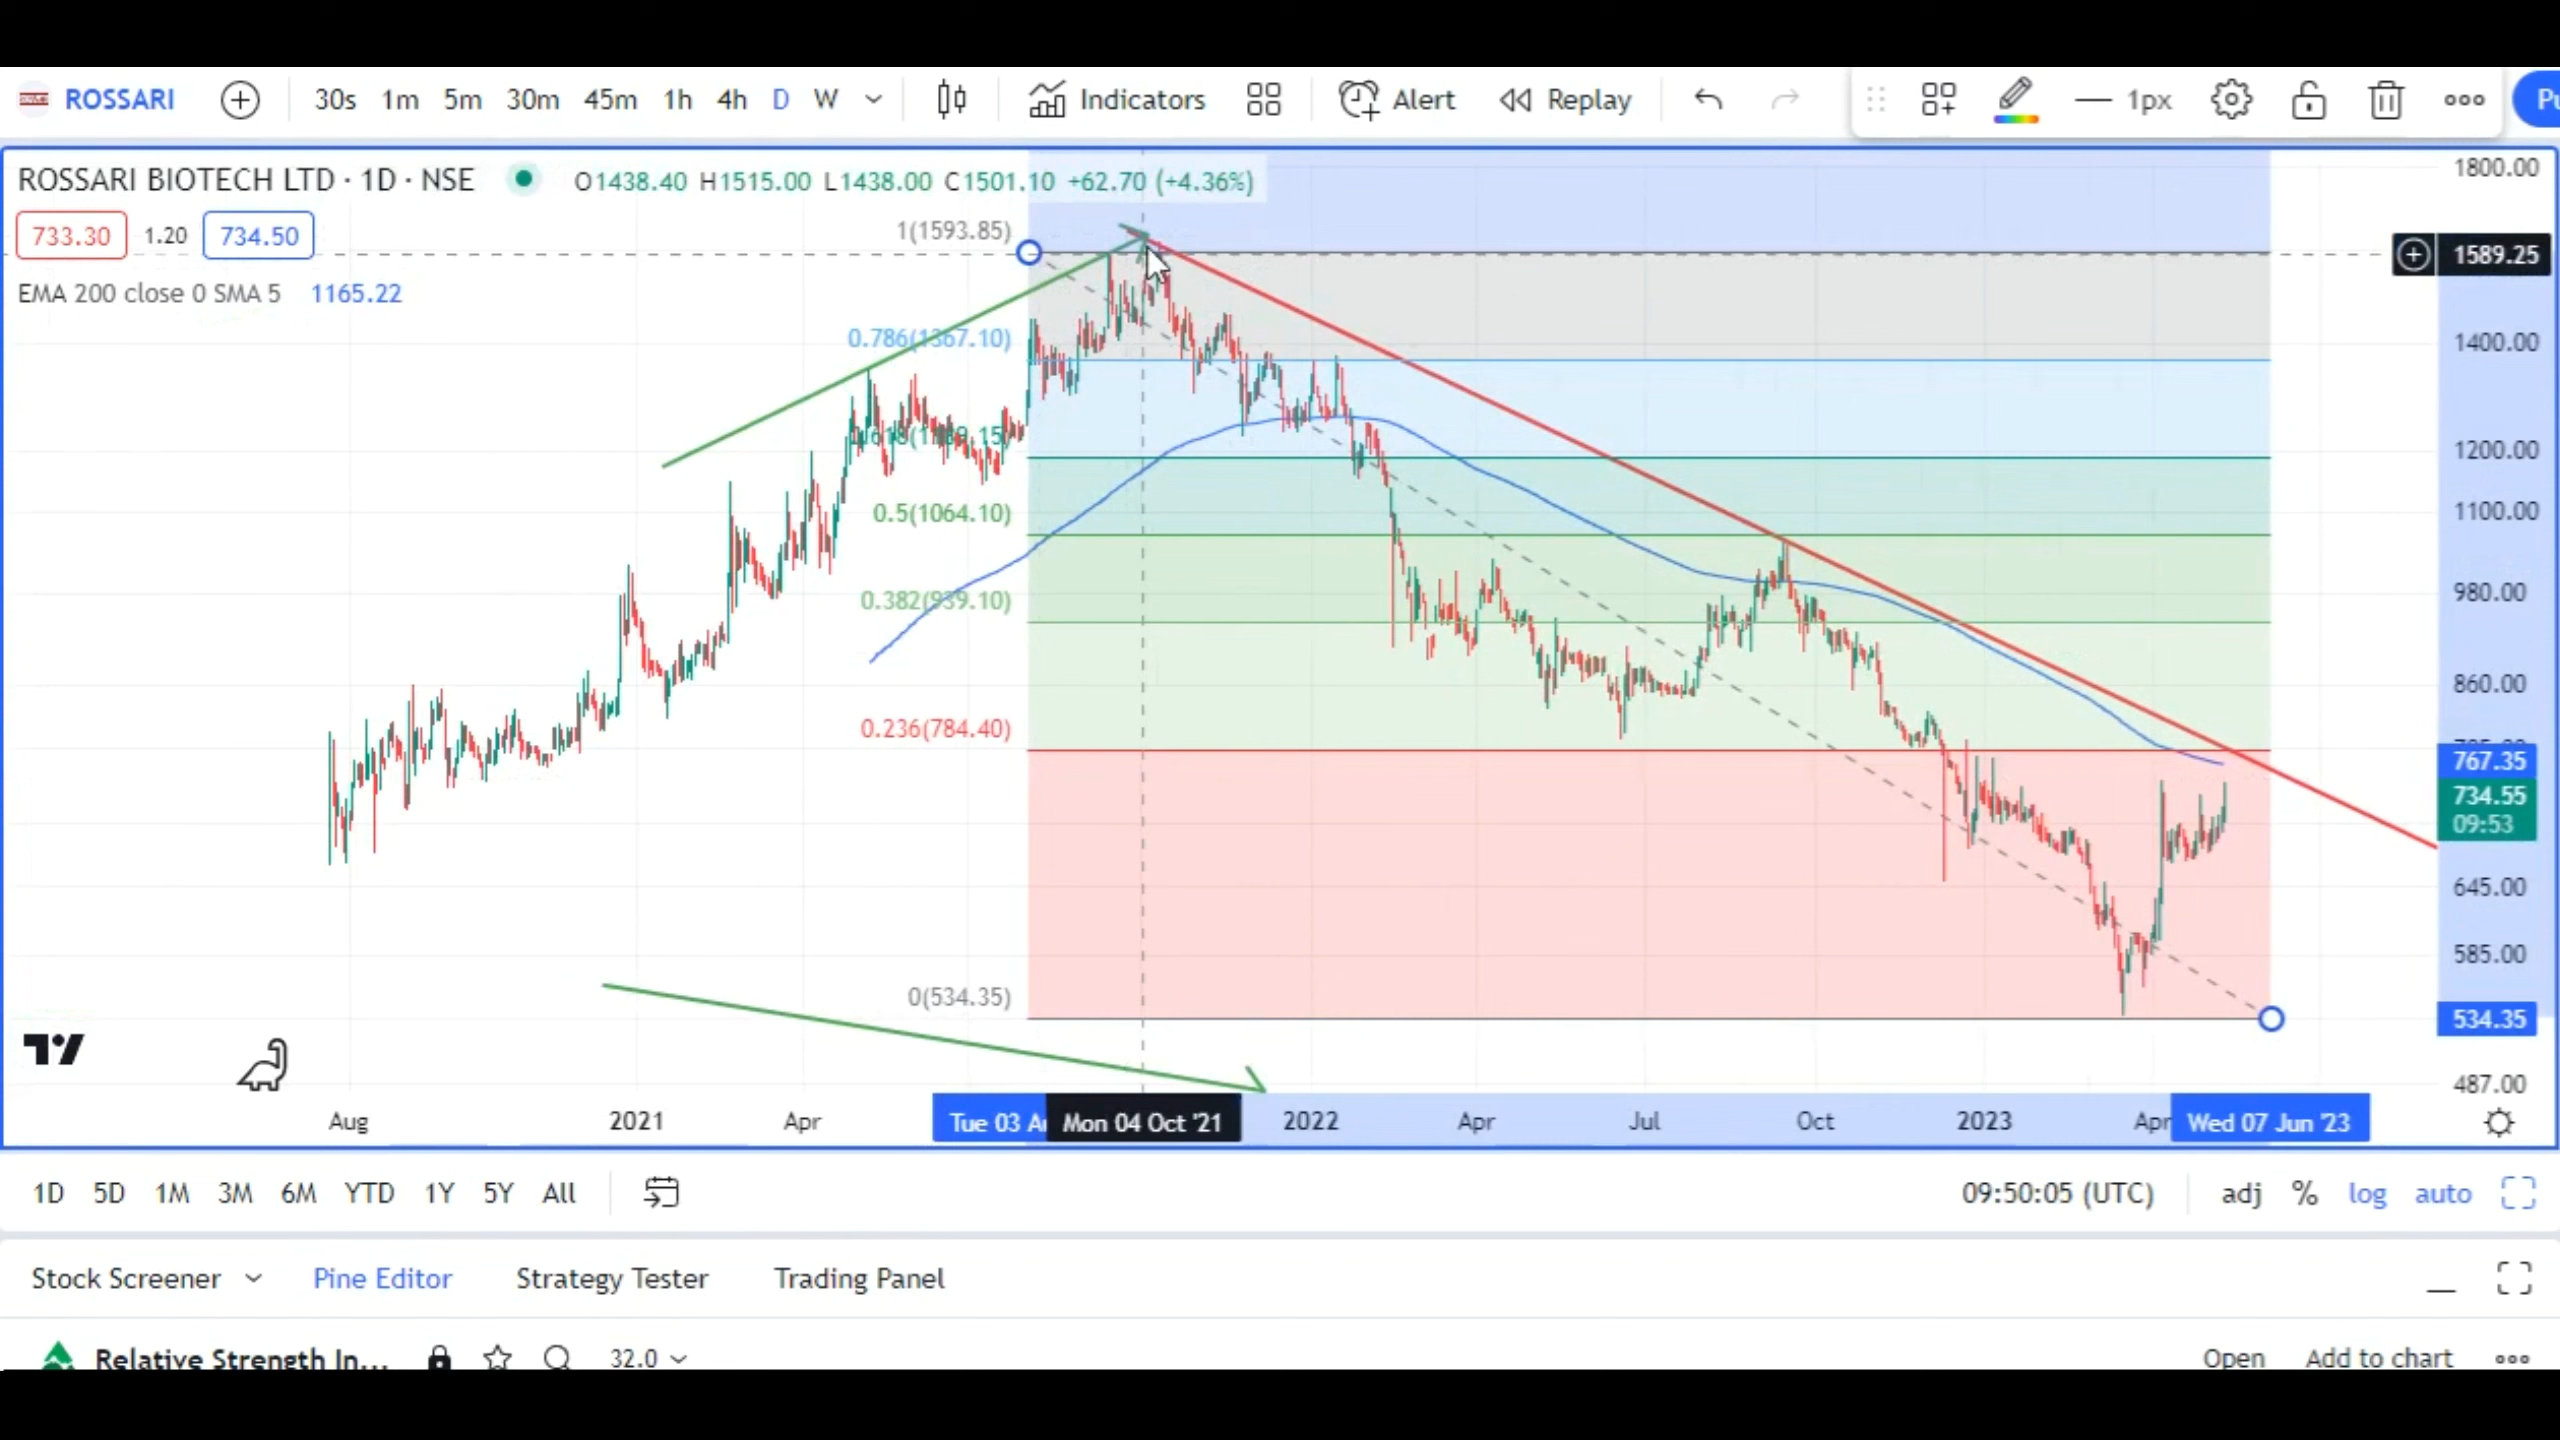 ROSSARI 30s 1m 5m 30m 45m 1h 4h D W Indicators Alert Replay 1px
ROSSARI BIOTECH LTD · 1D · NSE O1438.40 H1515.00 L1438.00 C1501.10 +62.70 (+4.36%)
733.30 1.20 734.50
EMA 200 close 0 SMA 5 1165.22
1(1593.85)
0.786(1367.10)
0.5(1064.10)
0.382(939.10)
0.236(784.40)
0(534.35)
1800.00
1589.25
1400.00
1200.00
1100.00
980.00
860.00
767.35
734.55
09:53
645.00
585.00
534.35
487.00
Aug 2021 Apr Tue 03 Mon 04 Oct '21 2022 Apr Jul Oct 2023 Apr Wed 07 Jun '23
1D 5D 1M 3M 6M YTD 1Y 5Y All 09:50:05 (UTC) adj % log auto
Stock Screener Pine Editor Strategy Tester Trading Panel
Relative Strength In... 32.0 Open Add to chart